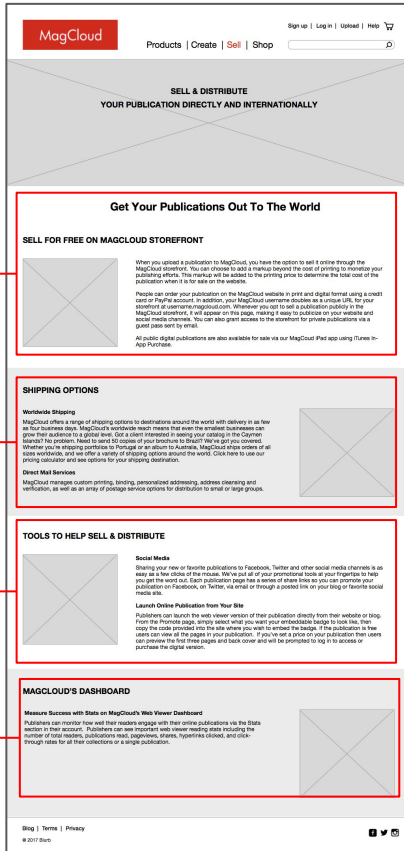 MagCloud
Sign up | Log in | Upload | Help
Products | Create | Sell | Shop
SELL & DISTRIBUTE
YOUR PUBLICATION DIRECTLY AND INTERNATIONALLY
Get Your Publications Out To The World
SELL FOR FREE ON MAGCLOUD STOREFRONT
When you upload a publication to MagCloud, you have the option to sell it online through the
MagCloud storefront. You can choose to add a markup beyond the cost of printing to monetize your
publishing efforts. This markup will be added to the printing price to determine the total cost of the
publication when it is for sale on the website.
People can order your publication on the MagCloud website in print and digital format using a credit
card or PayPal account. In addition, your MagCloud username doubles as a unique URL for your
storefront at username.magcloud.com. Whenever you opt to sell a publication publicly in the
MagCloud storefront, it will appear on this page, making it easy to publicize on your website and
social media channels. You can also grant access to the storefront for private publications via a
guest pass sent by email.
All public digital publications are also available for sale via our MagCloud iPad app using iTunes In-
App Purchase.
SHIPPING OPTIONS
Worldwide Shipping
MagCloud offers a range of shipping options to destinations around the world with delivery in as few
as four business days. MagCloud's worldwide reach means that even the smallest businesses can
grow their audience to a global level. Got a client interested in seeing your catalog in the Caymen
Islands? No problem. Need to send 50 copies of your brochure to Brazil? We've got you covered.
Whether you're shipping portfolios to Portugal or an album to Australia, MagCloud ships orders of all
sizes worldwide, and we offer a variety of shipping options around the world. Click here to use our
pricing calculator and see options for your shipping destination.
Direct Mail Services
MagCloud manages custom printing, binding, personalized addressing, address cleansing and
verification, as well as an array of postage service options for distribution to small or large groups.
TOOLS TO HELP SELL & DISTRIBUTE
Social Media
Sharing your new or favorite publications to Facebook, Twitter and other social media channels is as
easy as a few clicks of the mouse. We've put all of your promotional tools at your fingertips to help
you get the word out. Each publication page has a series of share links so you can promote your
publication on Facebook, Twitter, via email or through a posted link on your blog or favorite social
media site.
Launch Online Publication from Your Site
Publishers can launch the web viewer version of their publication directly from their website or blog.
From the Promote page, simply select what you want your embeddable badge to look like, then
copy the code provided into the site where you wish to embed the badge. If the publication is free
users can view all the pages in your publication. If you've set a price on your publication then users
can preview the first three pages and back cover and will be prompted to log in to access or
purchase the digital version.
MAGCLOUD'S DASHBOARD
Measure Success with Stats on MagCloud's Web Viewer Dashboard
Publishers can monitor how well their readers engage with their online publications via the Stats
section in their account. Publishers can see important web viewer reading stats including the
number of total readers, publications read, pageviews, shares, hyperlinks clicked, and click-
through rates for all their collections or a single publication.
Blog | Terms | Privacy
© 2017 Blurb